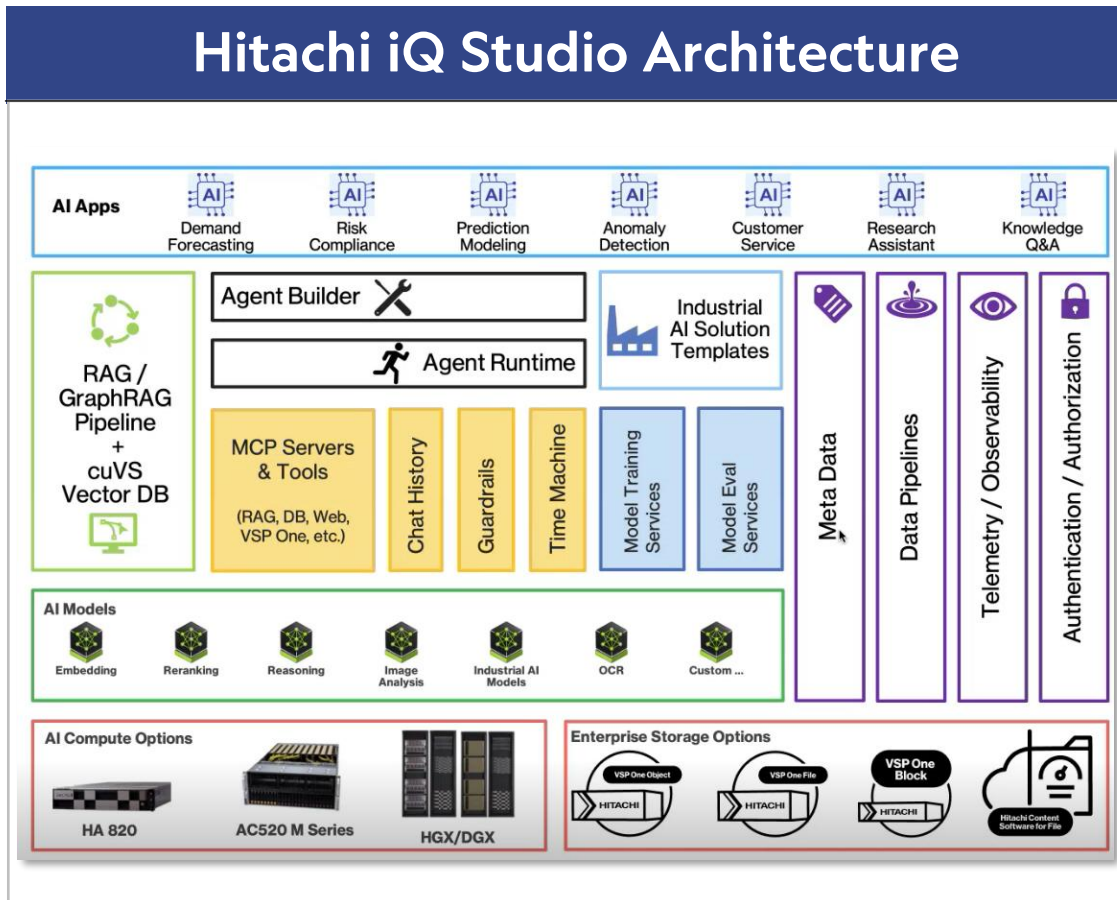 Hitachi iQ Studio Architecture
AI Apps
AI
Demand
Forecasting
AI
Risk
Compliance
AI
Prediction
Modeling
AI
Anomaly
Detection
AI
Customer
Service
AI
Research
Assistant
AI
Knowledge
Q&A
RAG /
GraphRAG
Pipeline
+
cuVS
Vector DB
Agent Builder
Agent Runtime
Industrial
AI Solution
Templates
MCP Servers
& Tools
(RAG, DB, Web,
VSP One, etc.)
Chat History
Guardrails
Time Machine
Model Training
Services
Model Eval
Services
Meta Data
Data Pipelines
Telemetry / Observability
Authentication / Authorization
AI Models
Embedding
Reranking
Reasoning
Image
Analysis
Industrial AI
Models
OCR
Custom ...
AI Compute Options
HA 820
AC520 M Series
HGX/DGX
Enterprise Storage Options
VSP One Object
HITACHI
VSP One File
HITACHI
VSP One
Block
HITACHI
Hitachi Content
Software for File